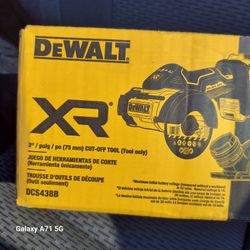 DEWALT
XR
3" / pulg / po (75 mm) CUT-OFF TOOL (Tool only)
JUEGO DE HERRAMIENTAS DE CORTE
(Herramienta únicamente)
TROUSSE D'OUTILS DE DÉCOUPE
(Outil seulement)
DCS438B
Galaxy A71 5G